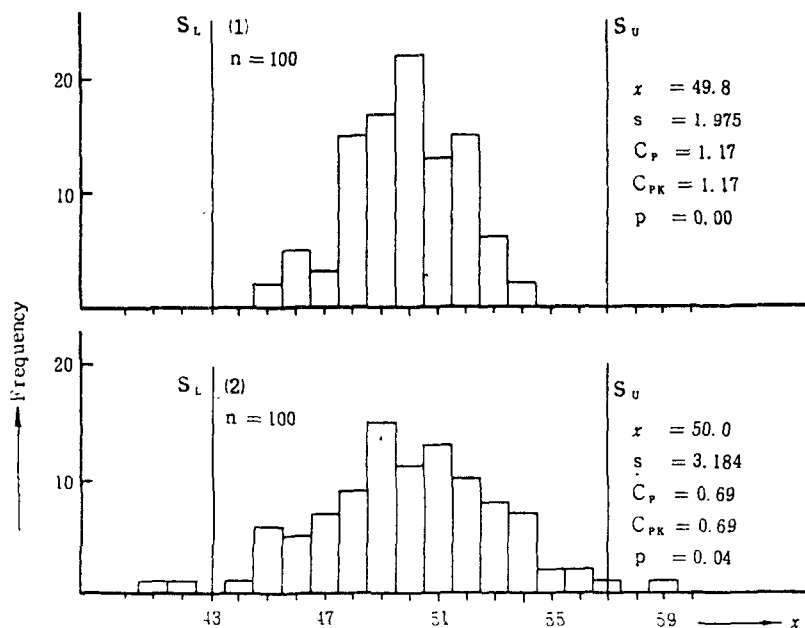 S_L (1) S_U
n = 100
20
10
x = 49.8
s = 1.975
C_P = 1.17
C_PK = 1.17
p = 0.00
Frequency
S_L (2) S_U
n = 100
20
10
x = 50.0
s = 3.184
C_P = 0.69
C_PK = 0.69
p = 0.04
43 47 51 55 59 x